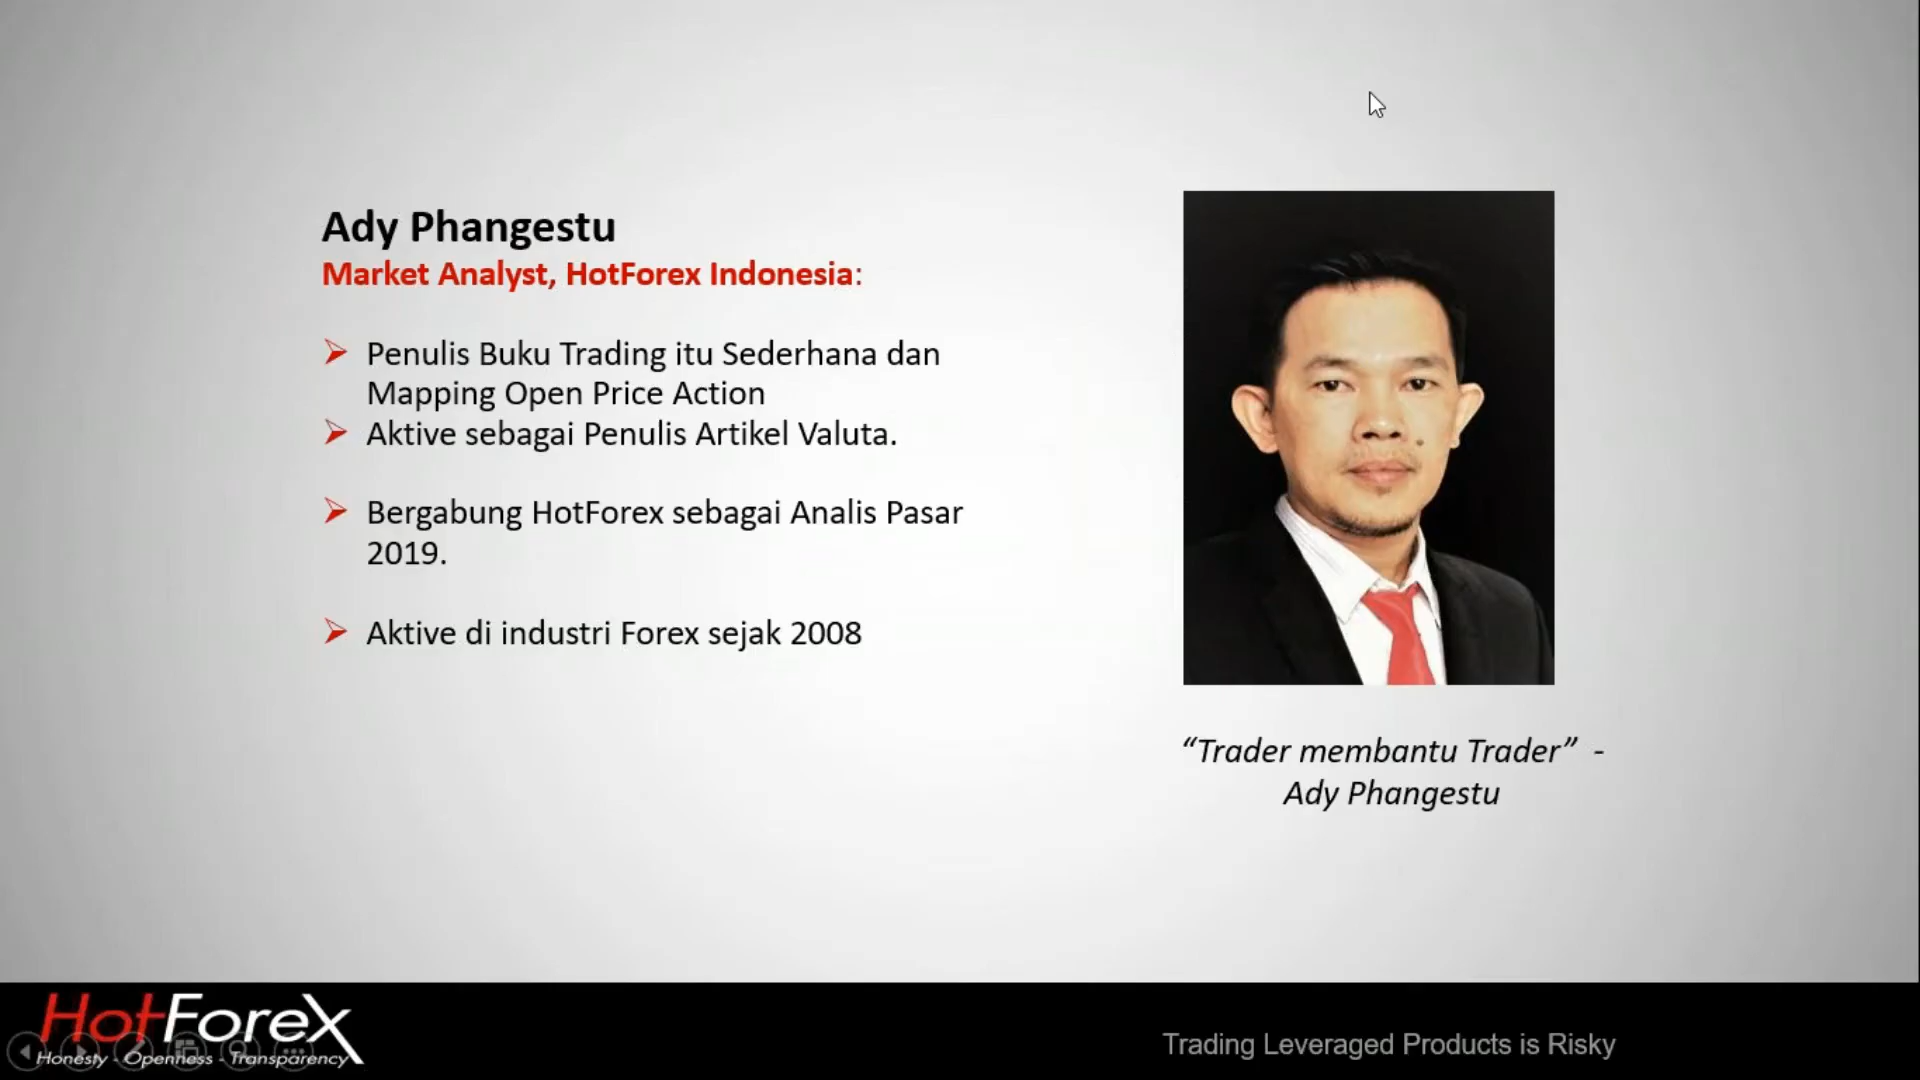 Ady Phangestu
Market Analyst, HotForex Indonesia:
Penulis Buku Trading itu Sederhana dan
Mapping Open Price Action
Aktive sebagai Penulis Artikel Valuta.
Bergabung HotForex sebagai Analis Pasar
2019.
Aktive di industri Forex sejak 2008
“Trader membantu Trader” -
Ady Phangestu
HotForex
Honesty - Openness - Transparency
Trading Leveraged Products is Risky